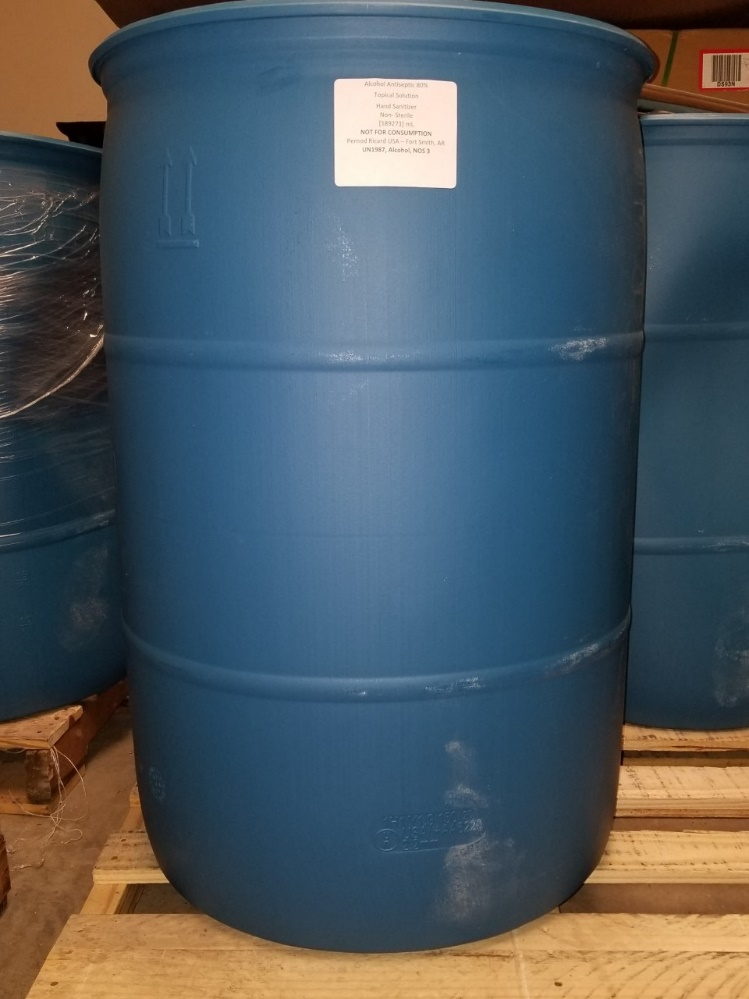 Alcohol Antiseptic 80%
Topical Solution
Hand Sanitizer
Non- Sterile
[189271] mL
NOT FOR CONSUMPTION
Pernod Ricard USA – Fort Smith, AR
UN1987, Alcohol, NOS 3
DS93N